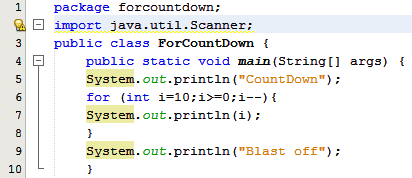 1 package forcountdown;
import java.util.Scanner;
3 public class ForCountDown {
4 public static void main(String[] args) {
5 System.out.println("CountDown");
6 for (int i=10;i>=0;i--){
7 System.out.println(i);
8 }
9 System.out.println("Blast off");
10 }